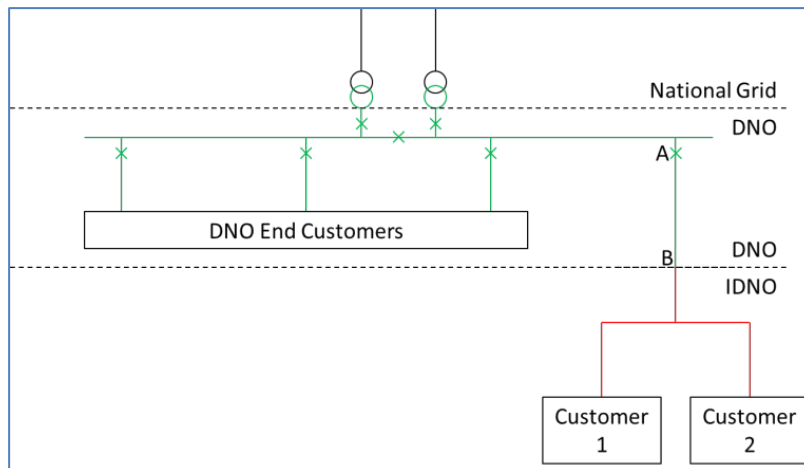 National Grid
DNO
A
DNO End Customers
DNO
B
IDNO
Customer
1
Customer
2